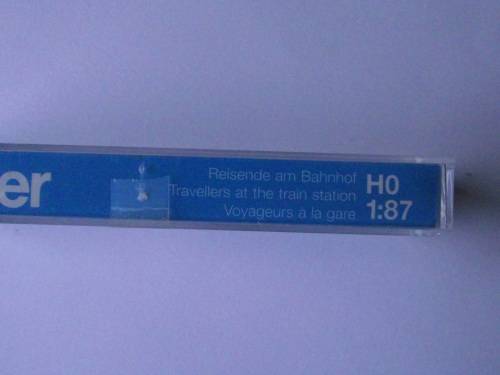 er
Reisende am Bahnhof
Travellers at the train station
Voyageurs à la gare
H0
1:87